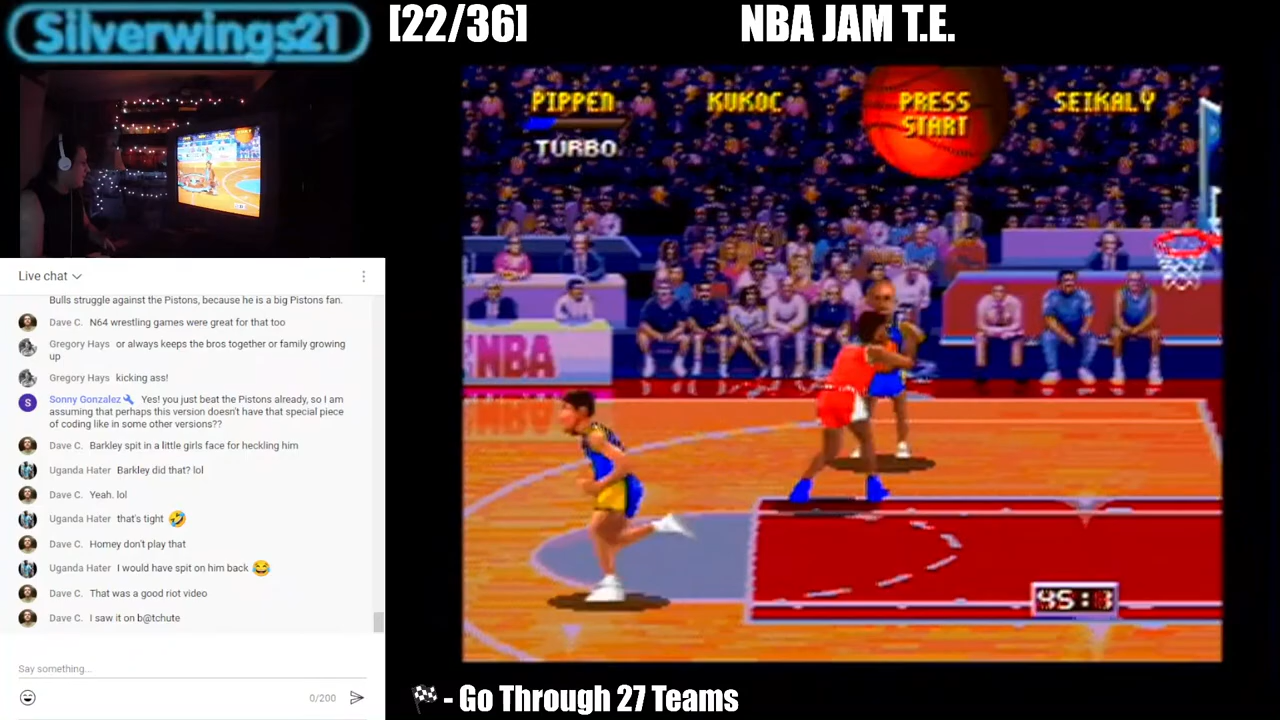 Silverwings21
[22/36]
NBA JAM T.E.
PIPPEN
KUKOC
PRESS
START
SEIKALY
TURBO
NBA
Live chat
Bulls struggle against the Pistons, because he is a big Pistons fan.
Dave C. N64 wrestling games were great for that too
Gregory Hays or always keeps the bros together or family growing
up
Gregory Hays kicking ass!
S Sonny Gonzalez Yes! you just beat the Pistons already, so I am
assuming that perhaps this version doesn't have that special piece
of coding like in some other versions??
Dave C. Barkley spit in a little girls face for heckling him
Uganda Hater Barkley did that? lol
Dave C. Yeah. lol
Uganda Hater that's tight 🤣
Dave C. Homey don't play that
Uganda Hater I would have spit on him back 😂
Dave C. That was a good riot video
Dave C. I saw it on b@tchute
Say something...
0/200
🏁 - Go Through 27 Teams